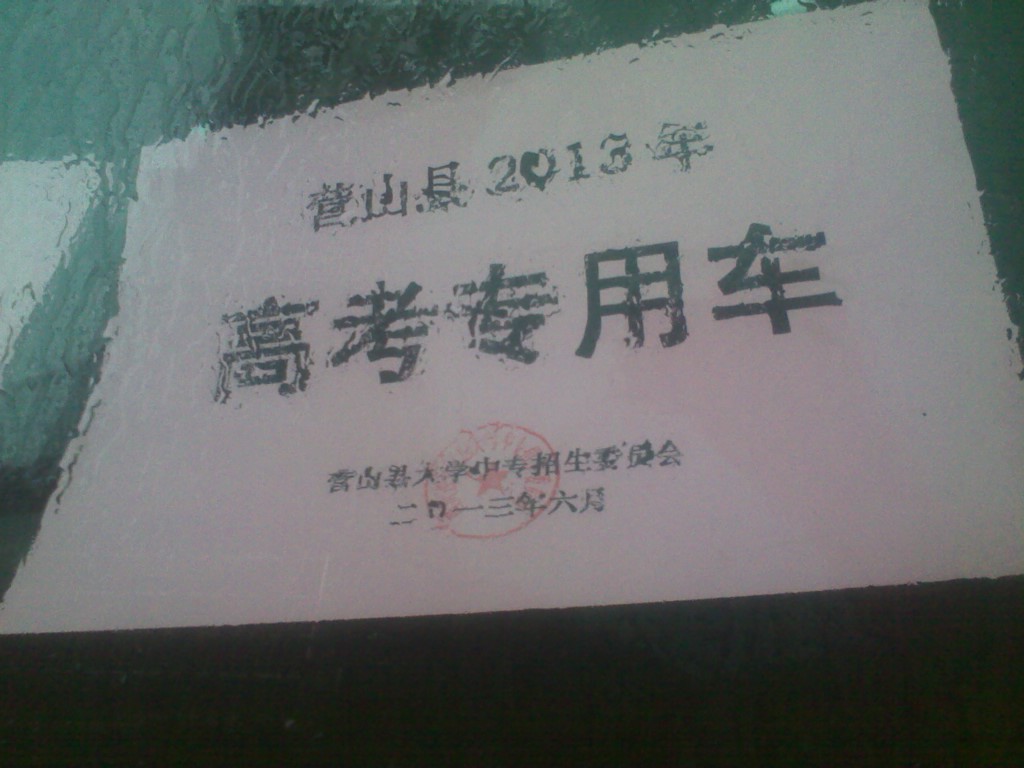 营山县 2013 年
高考专用车
营山县大学中专招生委员会
二〇一三年六月